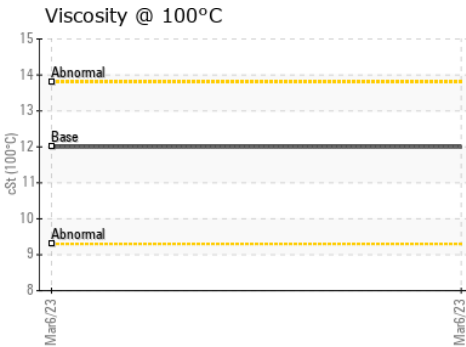 Viscosity @ 100°C
15
14
13
12
11
10
9
8
cSt (100°C)
Abnormal
Base
Abnormal
Mar6/23
Mar6/23